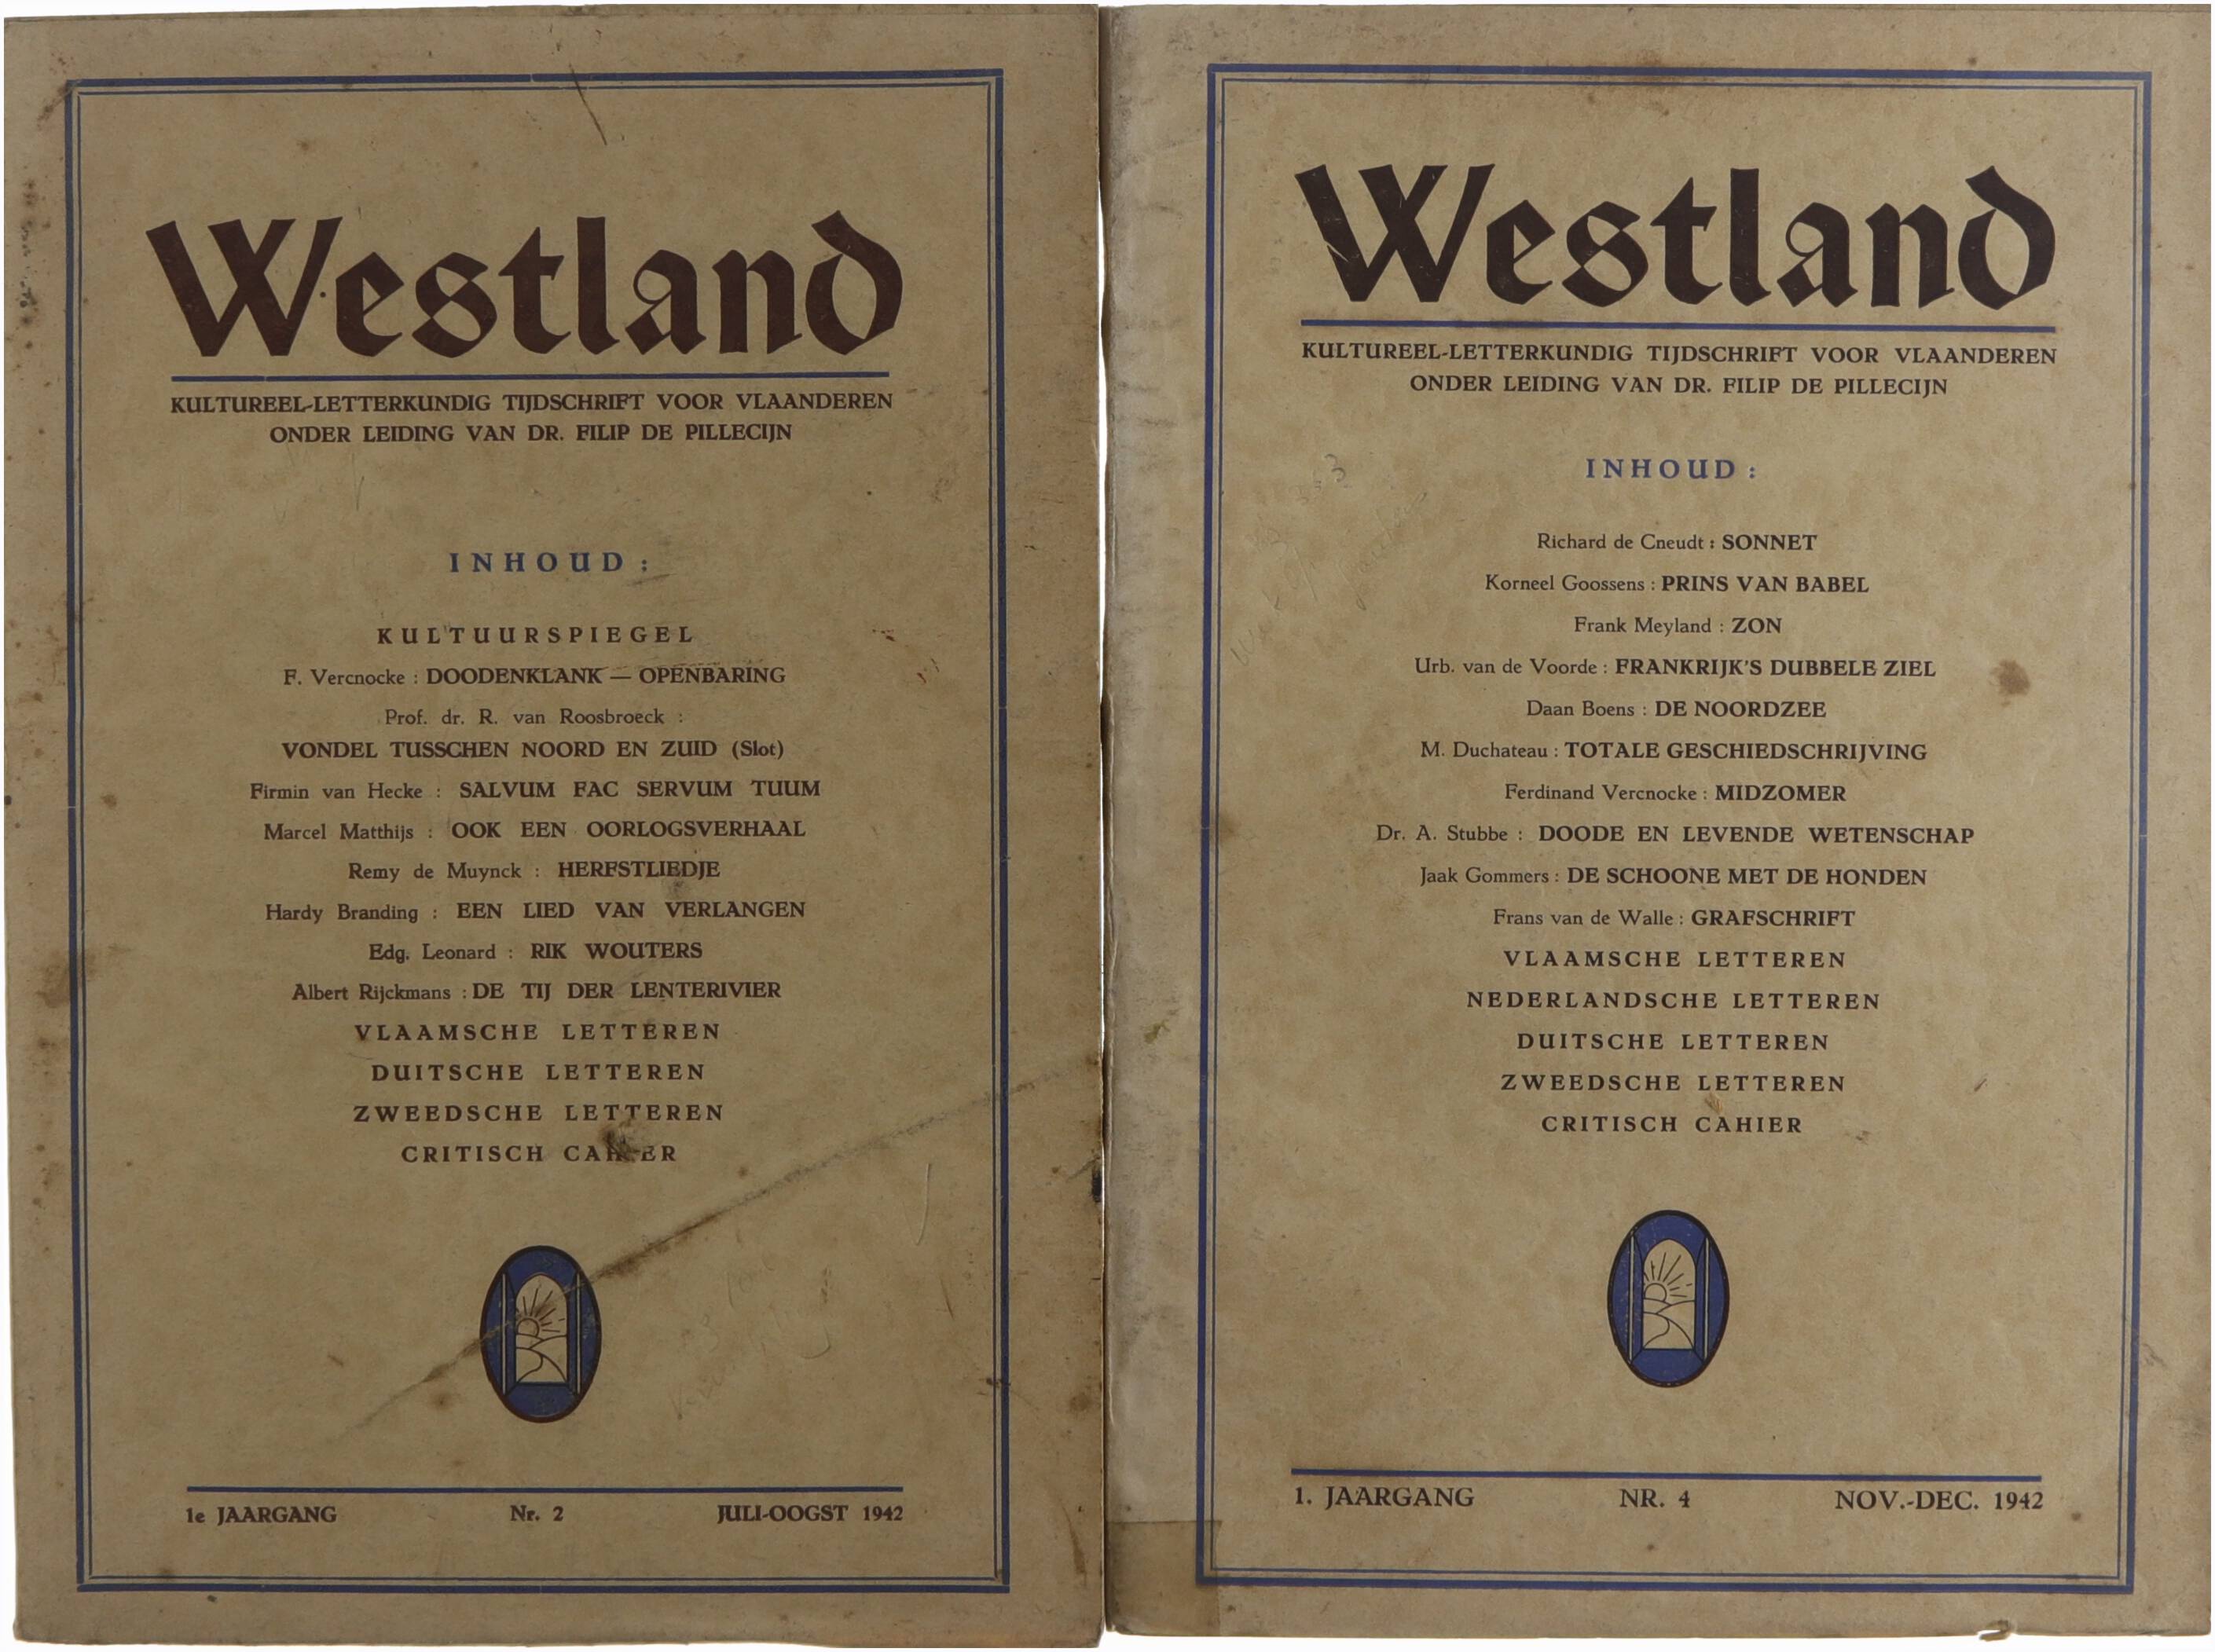 Westland
KULTUREEL-LETTERKUNDIG TIJDSCHRIFT VOOR VLAANDEREN
ONDER LEIDING VAN DR. FILIP DE PILLECIJN
INHOUD :
KULTUURSPIEGEL
F. Vercnocke : DOODENKLANK — OPENBARING
Prof. dr. R. van Roosbroeck :
VONDEL TUSSCHEN NOORD EN ZUID (Slot)
Firmin van Hecke : SALVUM FAC SERVUM TUUM
Marcel Matthijs : OOK EEN OORLOGSVERHAAL
Remy de Muynck : HERFSTLIEDJE
Hardy Branding : EEN LIED VAN VERLANGEN
Edg. Leonard : RIK WOUTERS
Albert Rijckmans : DE TIJ DER LENTERIVIER
VLAAMSCHE LETTEREN
DUITSCHE LETTEREN
ZWEEDSCHE LETTEREN
CRITISCH CAHIER
1e JAARGANG Nr. 2 JULI-OOGST 1942
Westland
KULTUREEL-LETTERKUNDIG TIJDSCHRIFT VOOR VLAANDEREN
ONDER LEIDING VAN DR. FILIP DE PILLECIJN
INHOUD :
Richard de Cneudt : SONNET
Korneel Goossens : PRINS VAN BABEL
Frank Meyland : ZON
Urb. van de Voorde : FRANKRIJK'S DUBBELE ZIEL
Daan Boens : DE NOORDZEE
M. Duchateau : TOTALE GESCHIEDSCHRIJVING
Ferdinand Vercnocke : MIDZOMER
Dr. A. Stubbe : DOODE EN LEVENDE WETENSCHAP
Jaak Gommers : DE SCHOONE MET DE HONDEN
Frans van de Walle : GRAFSCHRIFT
VLAAMSCHE LETTEREN
NEDERLANDSCHE LETTEREN
DUITSCHE LETTEREN
ZWEEDSCHE LETTEREN
CRITISCH CAHIER
1. JAARGANG NR. 4 NOV.-DEC. 1942